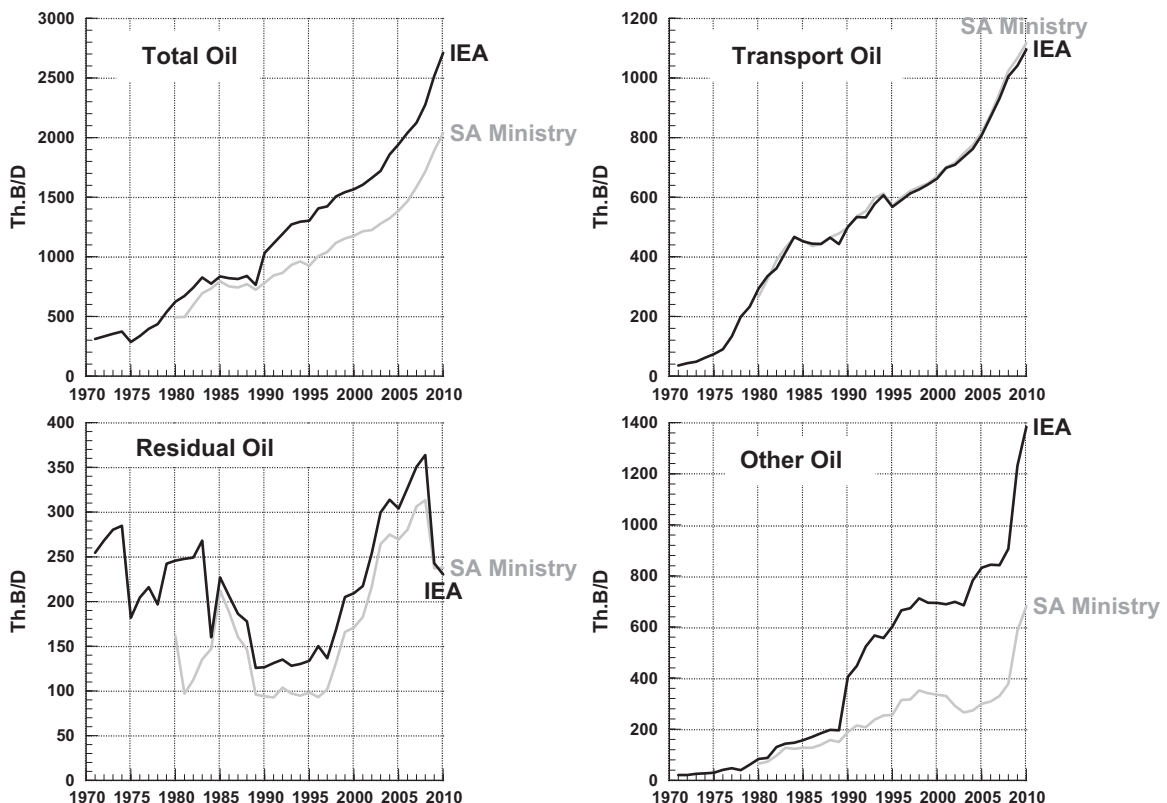 Total Oil
Th.B/D
3000
2500
2000
1500
1000
500
0
1970 1975 1980 1985 1990 1995 2000 2005 2010
IEA
SA Ministry
Transport Oil
Th.B/D
1200
1000
800
600
400
200
0
1970 1975 1980 1985 1990 1995 2000 2005 2010
SA Ministry
IEA
Residual Oil
Th.B/D
400
350
300
250
200
150
100
50
0
1970 1975 1980 1985 1990 1995 2000 2005 2010
SA Ministry
IEA
Other Oil
Th.B/D
1400
1200
1000
800
600
400
200
0
1970 1975 1980 1985 1990 1995 2000 2005 2010
IEA
SA Ministry